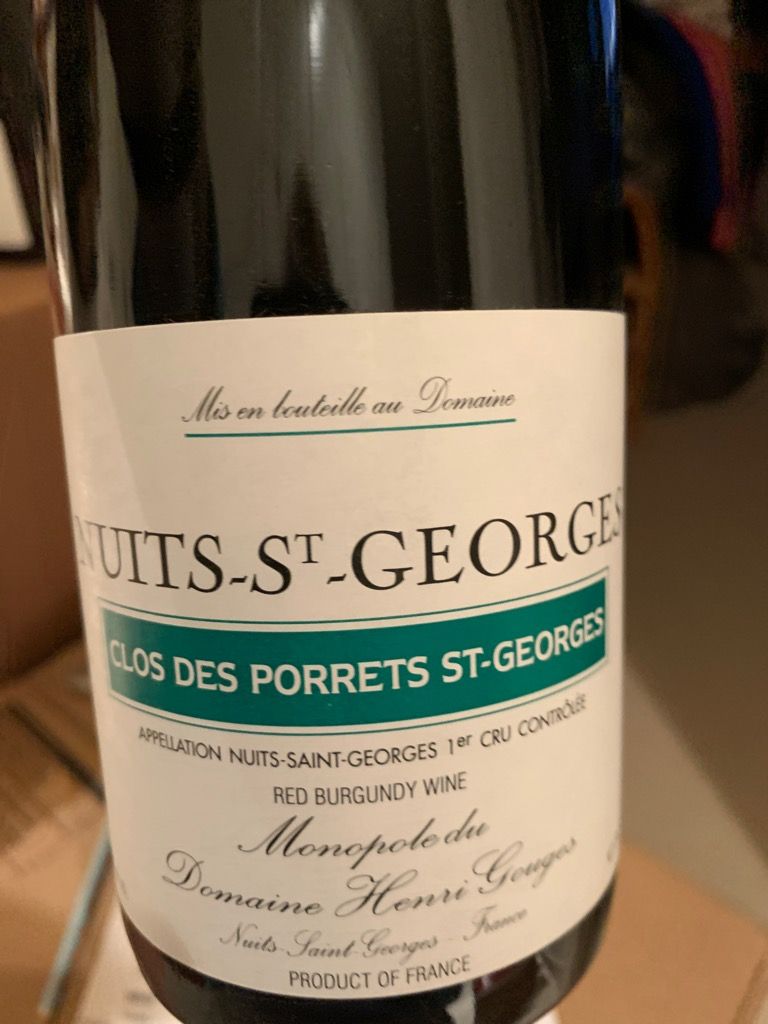 Mis en bouteille au Domaine
NUITS-ST-GEORGES
CLOS DES PORRETS ST-GEORGES
APPELLATION NUITS-SAINT-GEORGES 1er CRU CONTRÔLÉE
RED BURGUNDY WINE
Monopole du
Domaine Henri Gouges
Nuits-Saint-Georges - France
PRODUCT OF FRANCE